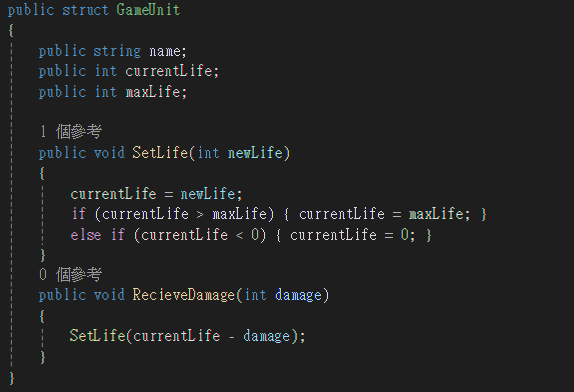 public struct GameUnit
{
public string name;
public int currentLife;
public int maxLife;
1 個參考
public void SetLife(int newLife)
{
currentLife = newLife;
if (currentLife > maxLife) { currentLife = maxLife; }
else if (currentLife < 0) { currentLife = 0; }
}
0 個參考
public void RecieveDamage(int damage)
{
SetLife(currentLife - damage);
}
}